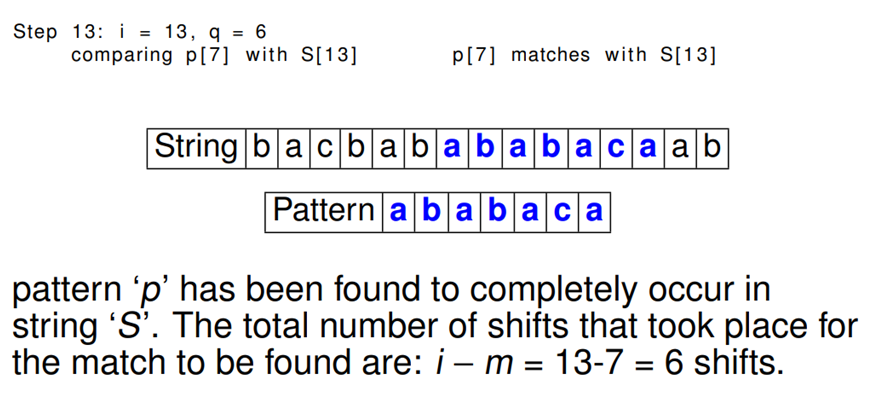 Step 13: i = 13, q = 6
comparing p[7] with S[13] p[7] matches with S[13]
String b a c b a b a b a b a c a a b
Pattern a b a b a c a
pattern ‘p’ has been found to completely occur in
string ‘S’. The total number of shifts that took place for
the match to be found are: i – m = 13-7 = 6 shifts.